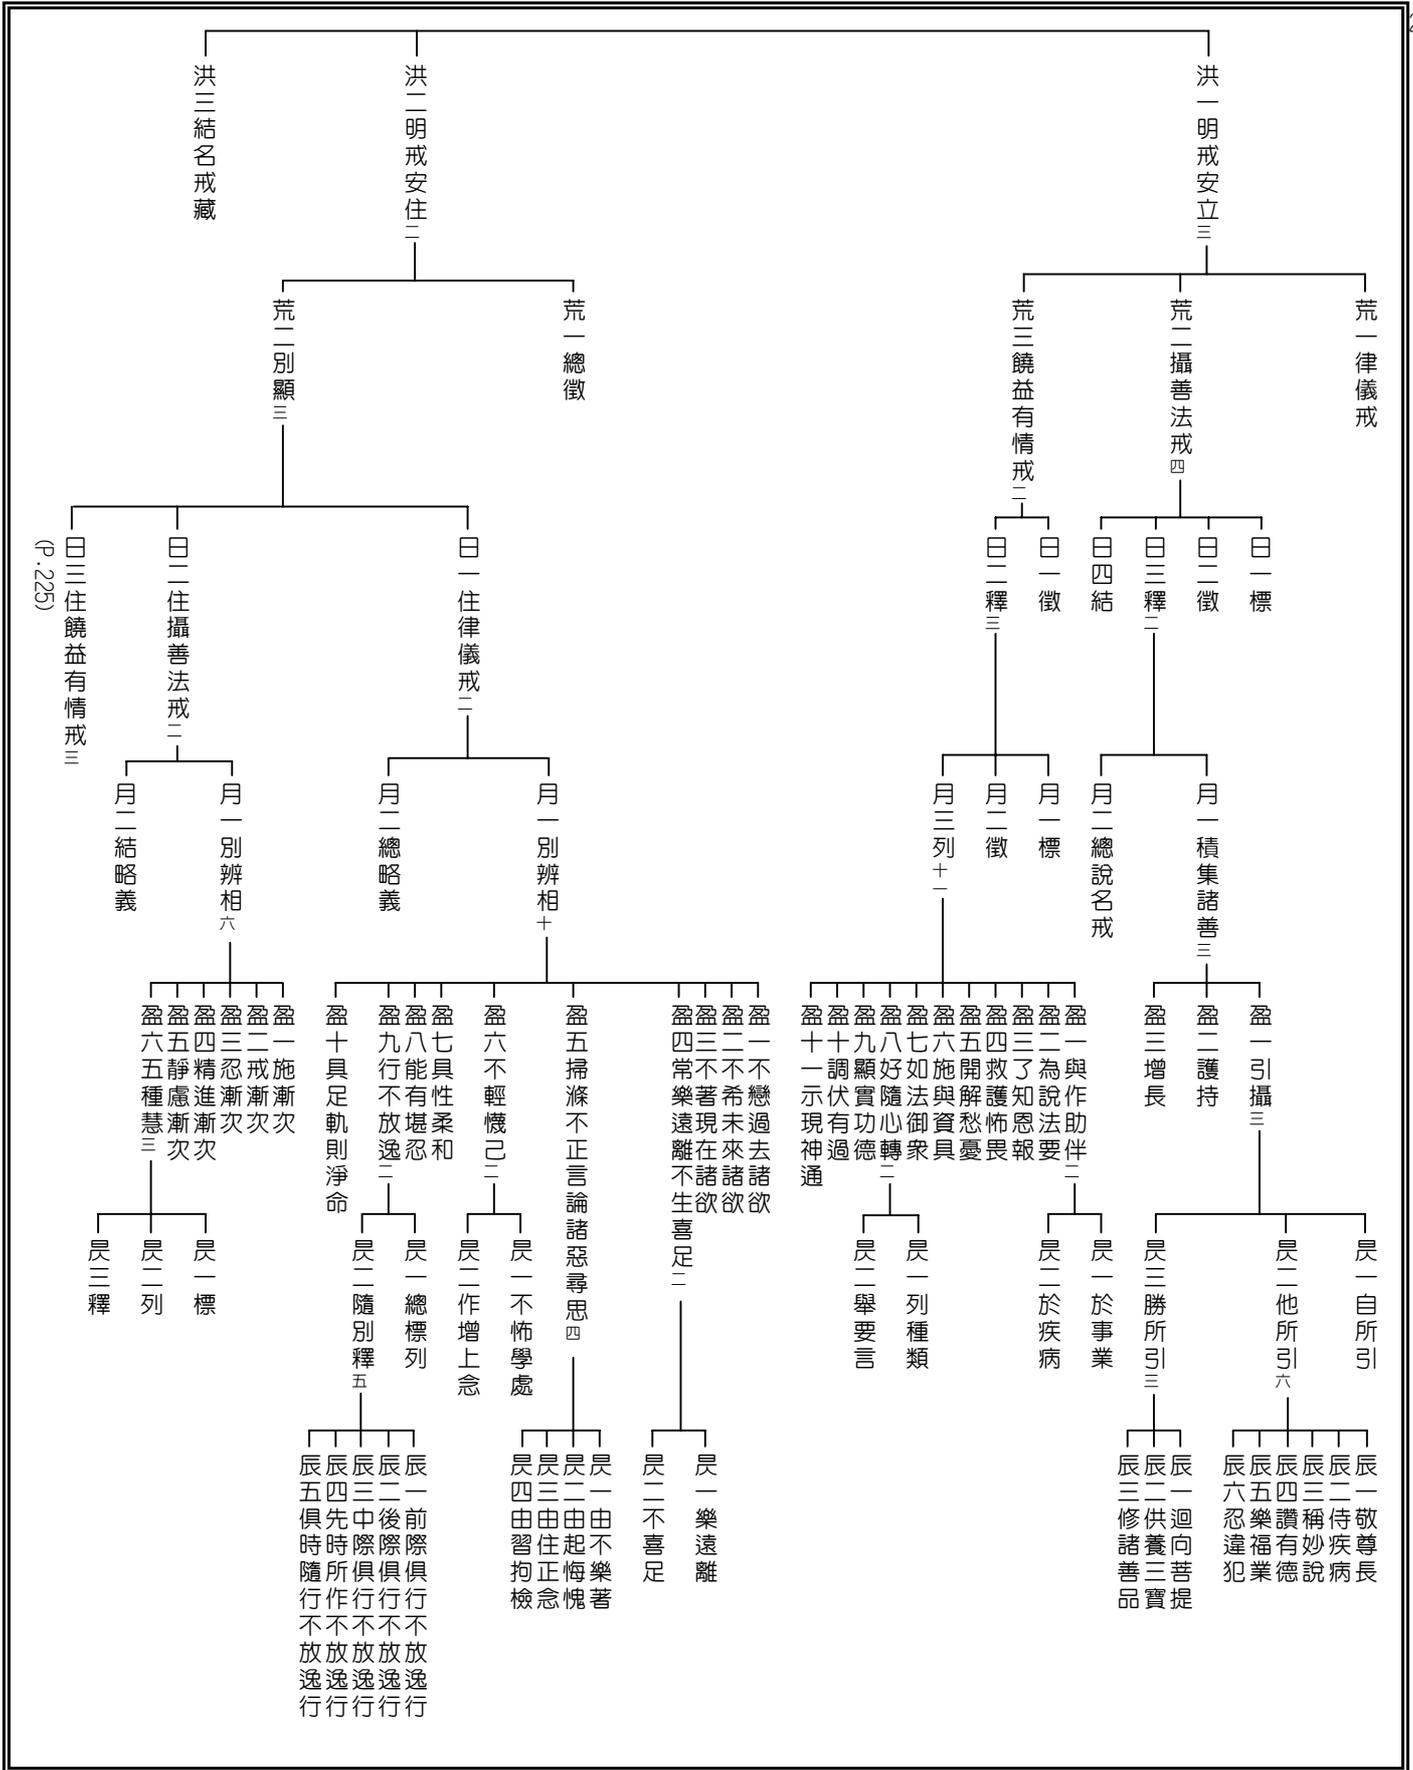 洪一明戒安立三
洪二明戒安住二
洪三結名戒藏
荒一律儀戒
荒二攝善法戒四
荒三饒益有情戒二
荒一總徵
荒二別顯三
日一標
日二徵
日三釋二
日四結
日一徵
日二釋三
日一住律儀戒二
日二住攝善法戒二
日三住饒益有情戒三
(P.225)
月一積集諸善三
月二總說名戒
月一標
月二徵
月三列十一
月一別辨相十
月二總略義
月一別辨相六
月二結略義
盈一引攝三
盈二護持
盈三增長
盈一與作助伴二
盈二為說法要
盈三了知恩報
盈四救護怖畏
盈五開解愁憂
盈六施與資具
盈七如法御衆
盈八好隨心轉二
盈九顯實功德
盈十調伏有過
盈十一示現神通
盈一不戀過去諸欲
盈二不希未來諸欲
盈三不著現在諸欲
盈四常樂遠離不生喜足二
盈五掃滌不正言論諸惡尋思四
盈六不輕懱己二
盈七具性柔和
盈八能有堪忍
盈九行不放逸二
盈十具足軌則淨命
盈一施漸次
盈二戒漸次
盈三忍漸次
盈四精進漸次
盈五靜慮漸次
盈六五種慧三
昃一自所引
昃二他所引六
昃三勝所引三
昃一於事業
昃二於疾病
昃一列種類
昃二舉要言
昃一不怖學處
昃二作增上念
昃一總標列
昃二隨別釋五
昃一標
昃二列
昃三釋
辰一敬尊長
辰二侍疾病
辰三稱妙說
辰四讚有德
辰五樂福業
辰六忍違犯
辰一迴向菩提
辰二供養三寶
辰三修諸善品
昃一樂遠離
昃二不喜足
昃一由不樂著
昃二由起悔愧
昃三由住正念
昃四由習拘檢
辰一前際俱行不放逸行
辰二後際俱行不放逸行
辰三中際俱行不放逸行
辰四先時所作不放逸行
辰五俱時隨行不放逸行